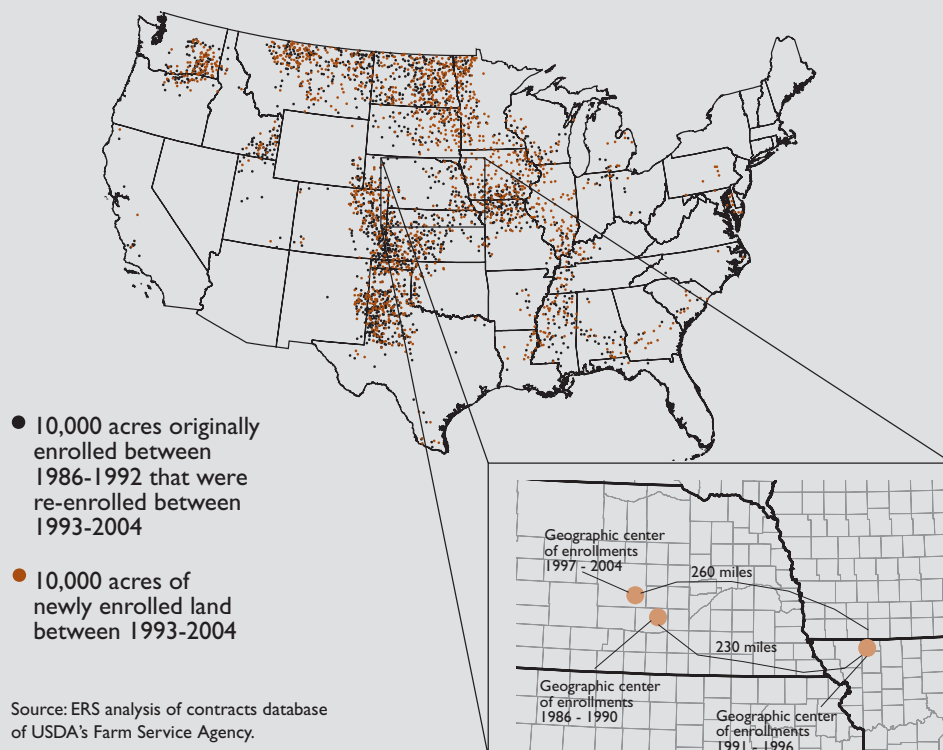 10,000 acres originally
enrolled between
1986-1992 that were
re-enrolled between
1993-2004
10,000 acres of
newly enrolled land
between 1993-2004
Source: ERS analysis of contracts database
of USDA's Farm Service Agency.
Geographic center
of enrollments
1997 - 2004
260 miles
230 miles
Geographic center
of enrollments
1986 - 1990
Geographic center
of enrollments
1991 - 1996